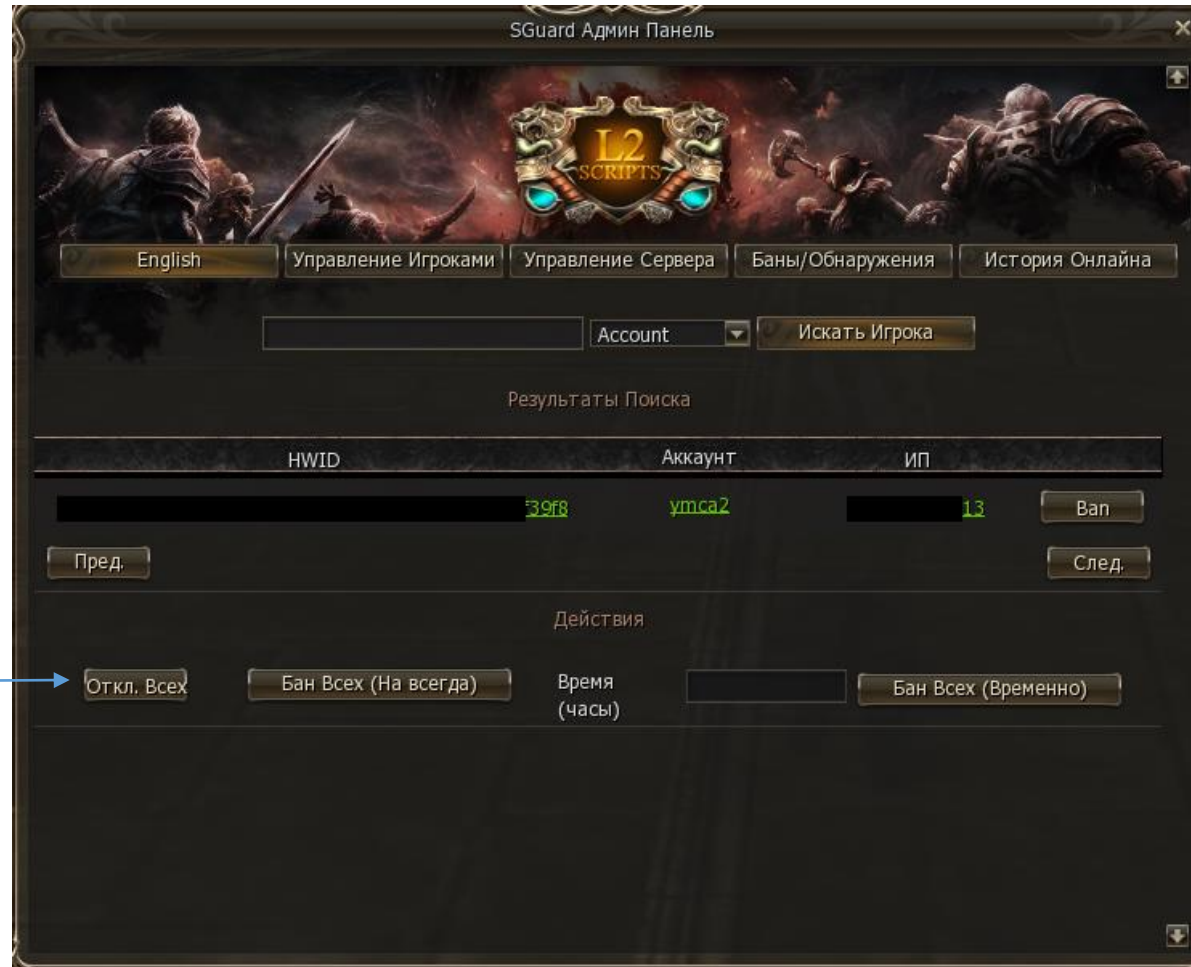 SGuard Админ Панель
L2
SCRIPTS
English
Управление Игроками
Управление Сервера
Баны/Обнаружения
История Онлайна
Account
Искать Игрока
Результаты Поиска
HWID
Аккаунт
ИП
f39f8
ymca2
13
Ban
Пред.
След.
Действия
Откл. Всех
Бан Всех (На всегда)
Время
(часы)
Бан Всех (Временно)